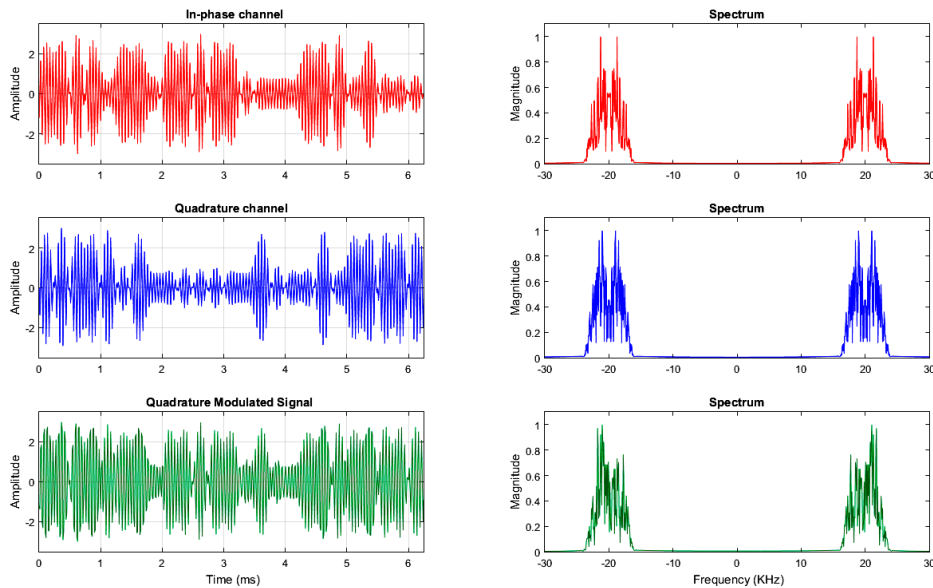 In-phase channel
Amplitude
2
0
-2
0 1 2 3 4 5 6
Spectrum
Magnitude
1
0.8
0.6
0.4
0.2
0
-30 -20 -10 0 10 20 30
Quadrature channel
Amplitude
2
0
-2
0 1 2 3 4 5 6
Spectrum
Magnitude
1
0.8
0.6
0.4
0.2
0
-30 -20 -10 0 10 20 30
Quadrature Modulated Signal
Amplitude
2
0
-2
0 1 2 3 4 5 6
Time (ms)
Spectrum
Magnitude
1
0.8
0.6
0.4
0.2
0
-30 -20 -10 0 10 20 30
Frequency (KHz)